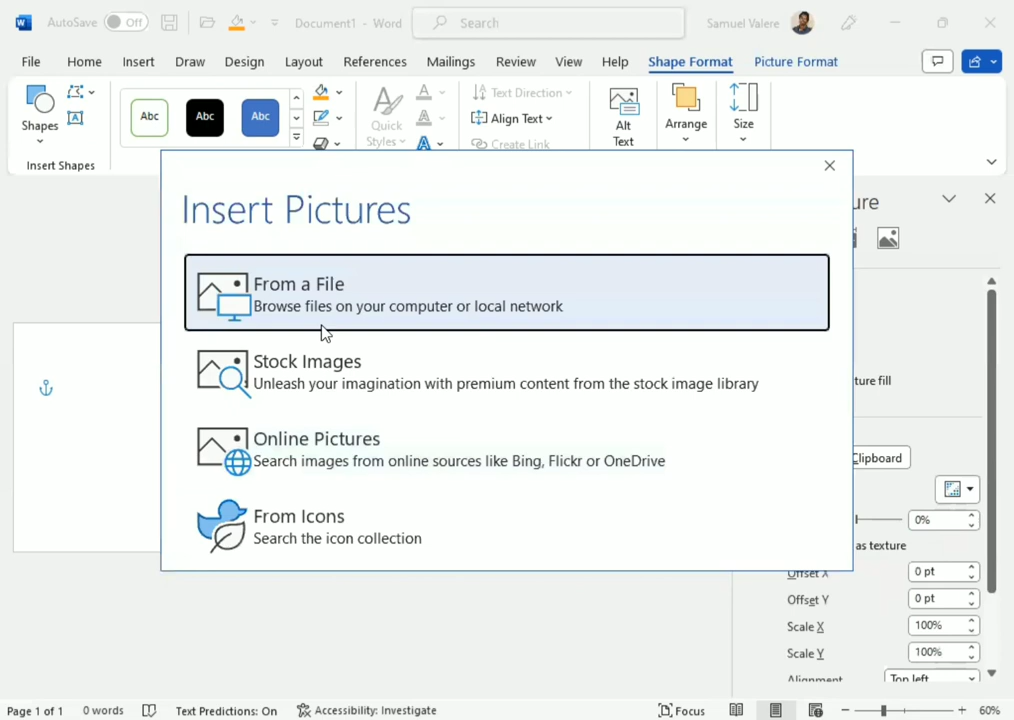 AutoSave Off Document1 - Word Search Samuel Valere
File Home Insert Draw Design Layout References Mailings Review View Help Shape Format Picture Format
Shapes Abc Abc Abc Quick Styles Text Direction Align Text Create Link Alt Text Arrange Size
Insert Shapes
Insert Pictures
From a File
Browse files on your computer or local network
Stock Images
Unleash your imagination with premium content from the stock image library
Online Pictures
Search images from online sources like Bing, Flickr or OneDrive
From Icons
Search the icon collection
ure
ture fill
Clipboard
0%
as texture
Offset X 0 pt
Offset Y 0 pt
Scale X 100%
Scale Y 100%
Alignment Top left
Page 1 of 1 0 words Text Predictions: On Accessibility: Investigate Focus 60%